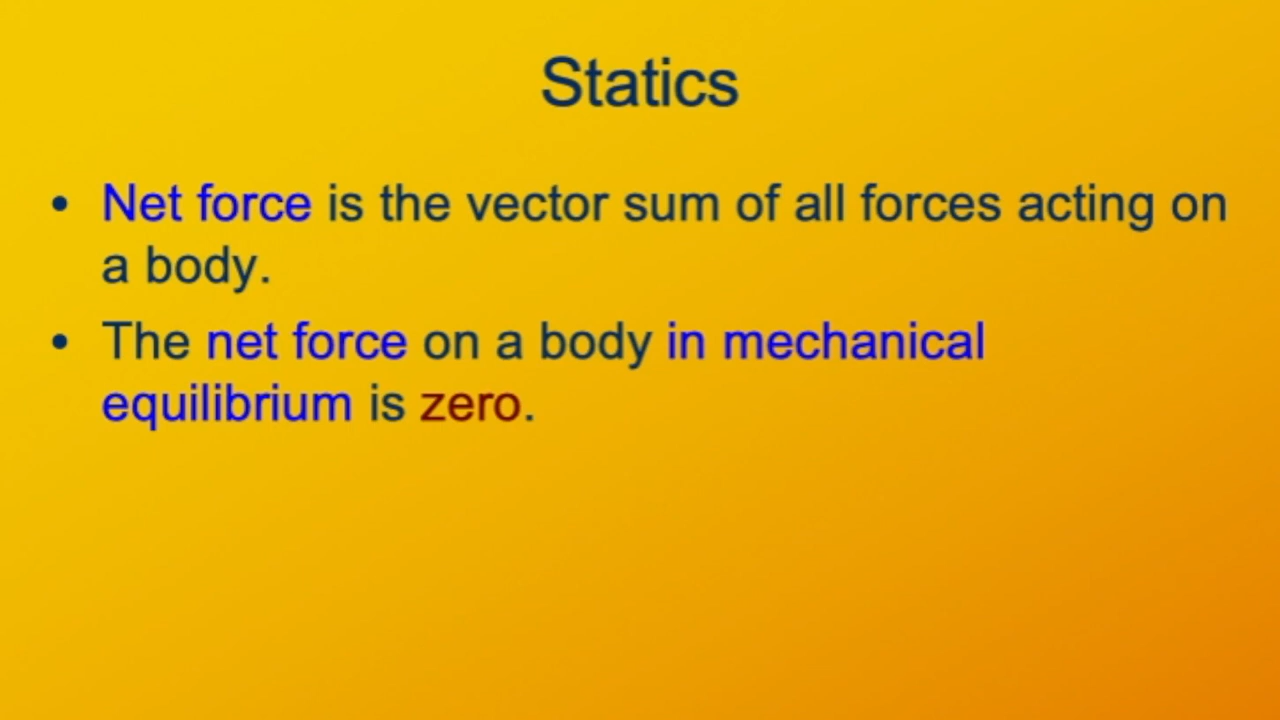 Statics
• Net force is the vector sum of all forces acting on
a body.
• The net force on a body in mechanical
equilibrium is zero.